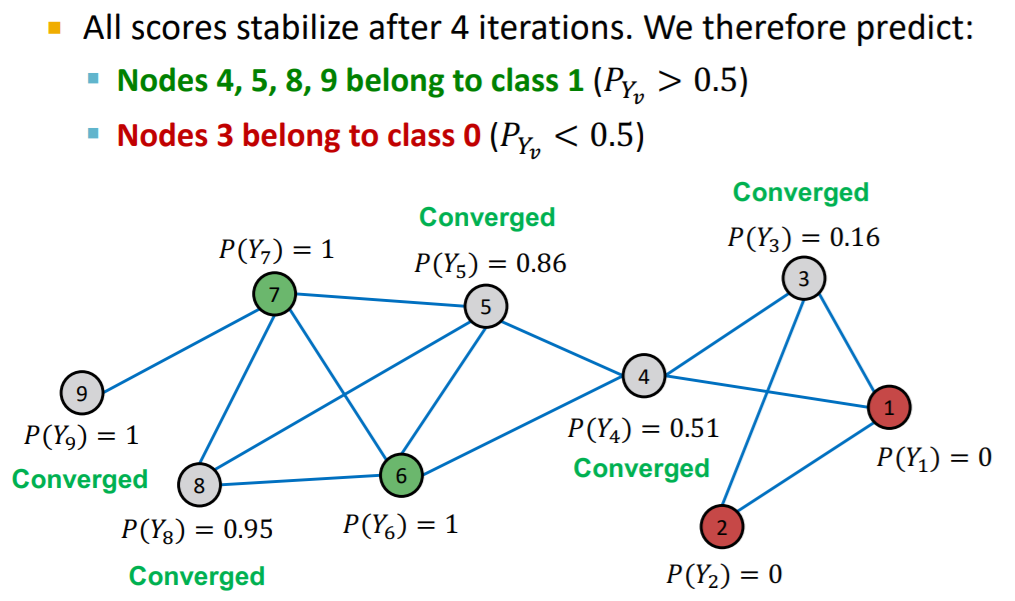 All scores stabilize after 4 iterations. We therefore predict:
Nodes 4, 5, 8, 9 belong to class 1 (P_{Y_v} > 0.5)
Nodes 3 belong to class 0 (P_{Y_v} < 0.5)
Converged
P(Y_3) = 0.16
Converged
P(Y_7) = 1
P(Y_5) = 0.86
3
7
5
4
9
1
P(Y_9) = 1
P(Y_4) = 0.51
P(Y_1) = 0
Converged
Converged
8
6
2
P(Y_8) = 0.95
P(Y_6) = 1
P(Y_2) = 0
Converged